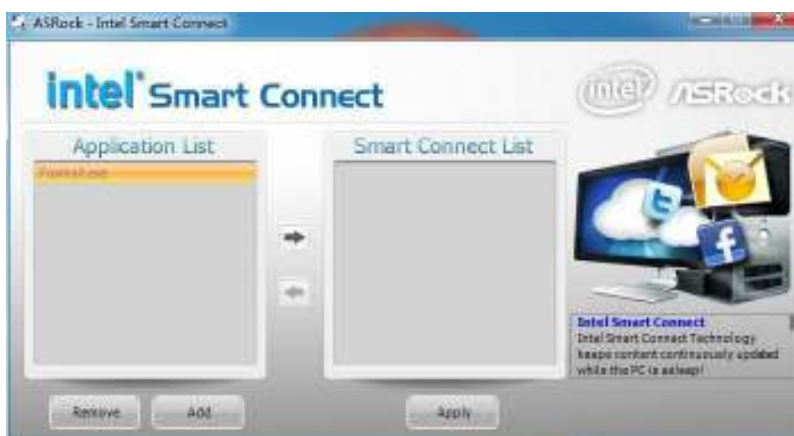 ASRock - Intel Smart Connect
intel Smart Connect
intel ASRock
Application List
Smart Connect List
Intel Smart Connect
Intel Smart Connect Technology
keeps content continuously updated
while the PC is asleep!
Remove
Add
Apply